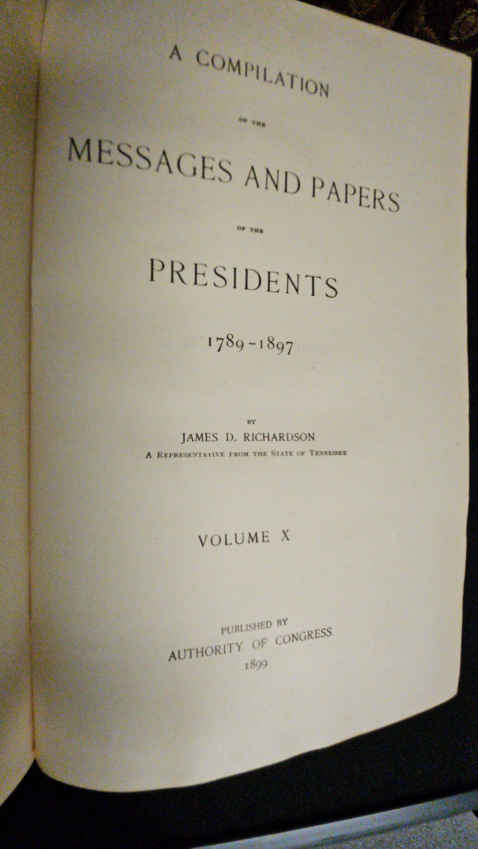 A COMPILATION
OF THE
MESSAGES AND PAPERS
OF THE
PRESIDENTS
1789-1897
BY
JAMES D. RICHARDSON
A REPRESENTATIVE FROM THE STATE OF TENNESSEE
VOLUME X
PUBLISHED BY
AUTHORITY OF CONGRESS
1899